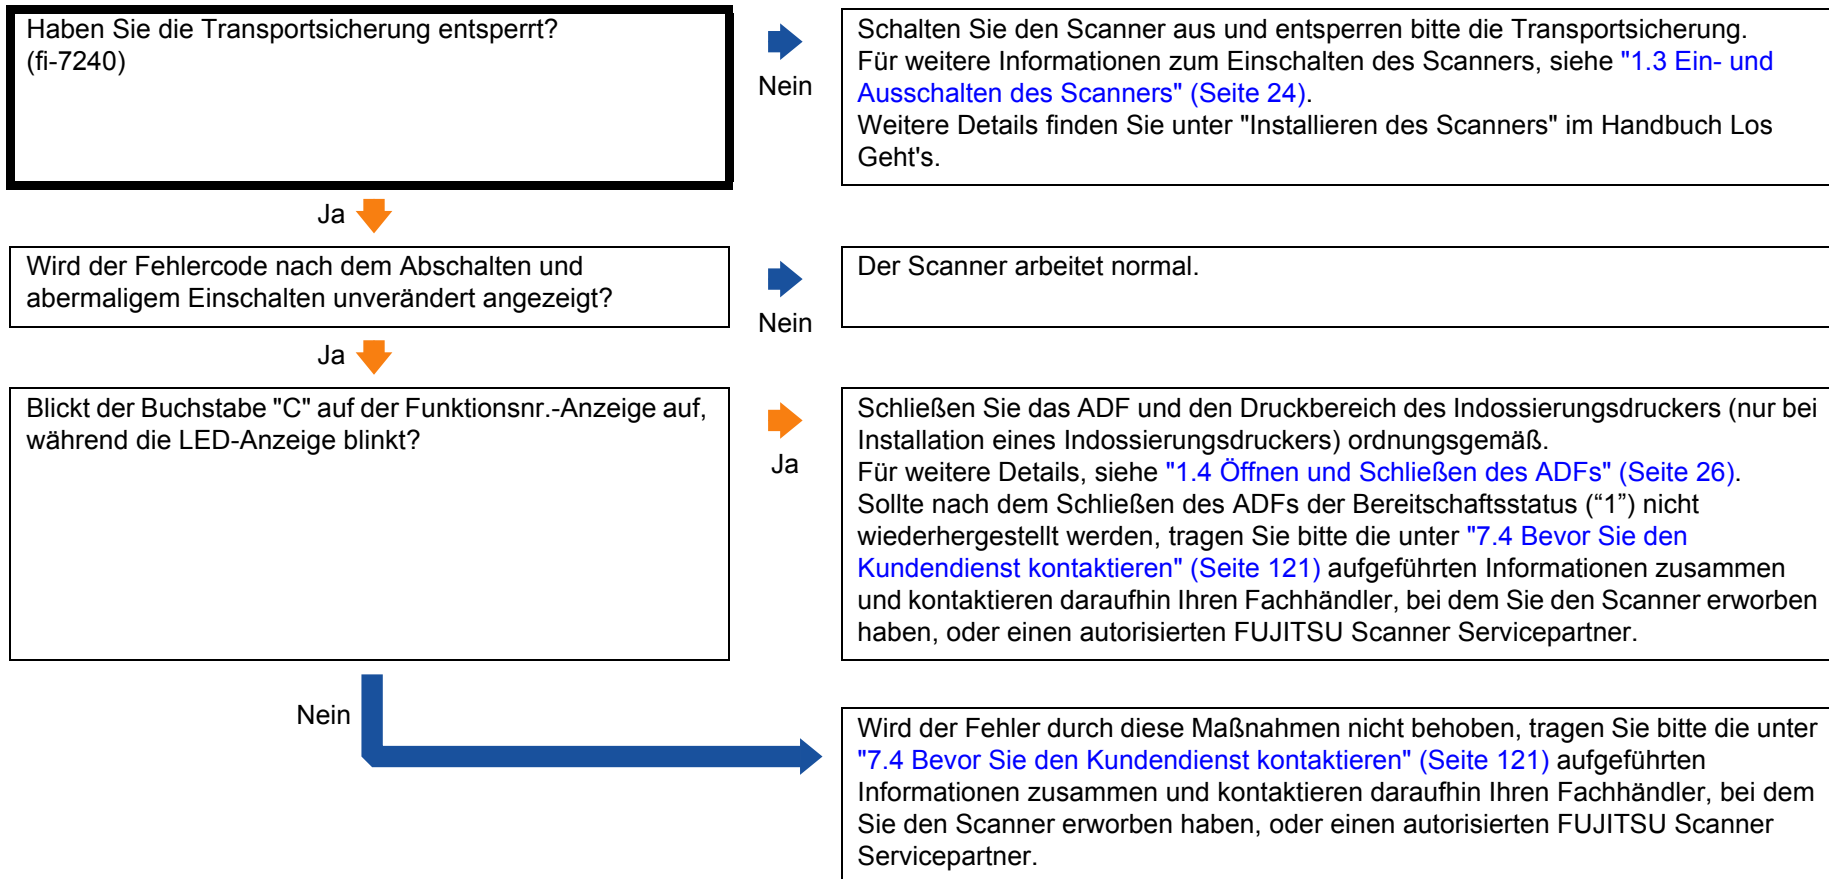 Haben Sie die Transportsicherung entsperrt?
(fi-7240)
Nein
Schalten Sie den Scanner aus und entsperren bitte die Transportsicherung.
Für weitere Informationen zum Einschalten des Scanners, siehe "1.3 Ein- und
Ausschalten des Scanners" (Seite 24).
Weitere Details finden Sie unter "Installieren des Scanners" im Handbuch Los
Geht's.
Ja
Wird der Fehlercode nach dem Abschalten und
abermaligem Einschalten unverändert angezeigt?
Nein
Der Scanner arbeitet normal.
Ja
Blickt der Buchstabe "C" auf der Funktionsnr.-Anzeige auf,
während die LED-Anzeige blinkt?
Ja
Schließen Sie das ADF und den Druckbereich des Indossierungsdruckers (nur bei
Installation eines Indossierungsdruckers) ordnungsgemäß.
Für weitere Details, siehe "1.4 Öffnen und Schließen des ADFs" (Seite 26).
Sollte nach dem Schließen des ADFs der Bereitschaftsstatus (“1”) nicht
wiederhergestellt werden, tragen Sie bitte die unter "7.4 Bevor Sie den
Kundendienst kontaktieren" (Seite 121) aufgeführten Informationen zusammen
und kontaktieren daraufhin Ihren Fachhändler, bei dem Sie den Scanner erworben
haben, oder einen autorisierten FUJITSU Scanner Servicepartner.
Nein
Wird der Fehler durch diese Maßnahmen nicht behoben, tragen Sie bitte die unter
"7.4 Bevor Sie den Kundendienst kontaktieren" (Seite 121) aufgeführten
Informationen zusammen und kontaktieren daraufhin Ihren Fachhändler, bei dem
Sie den Scanner erworben haben, oder einen autorisierten FUJITSU Scanner
Servicepartner.